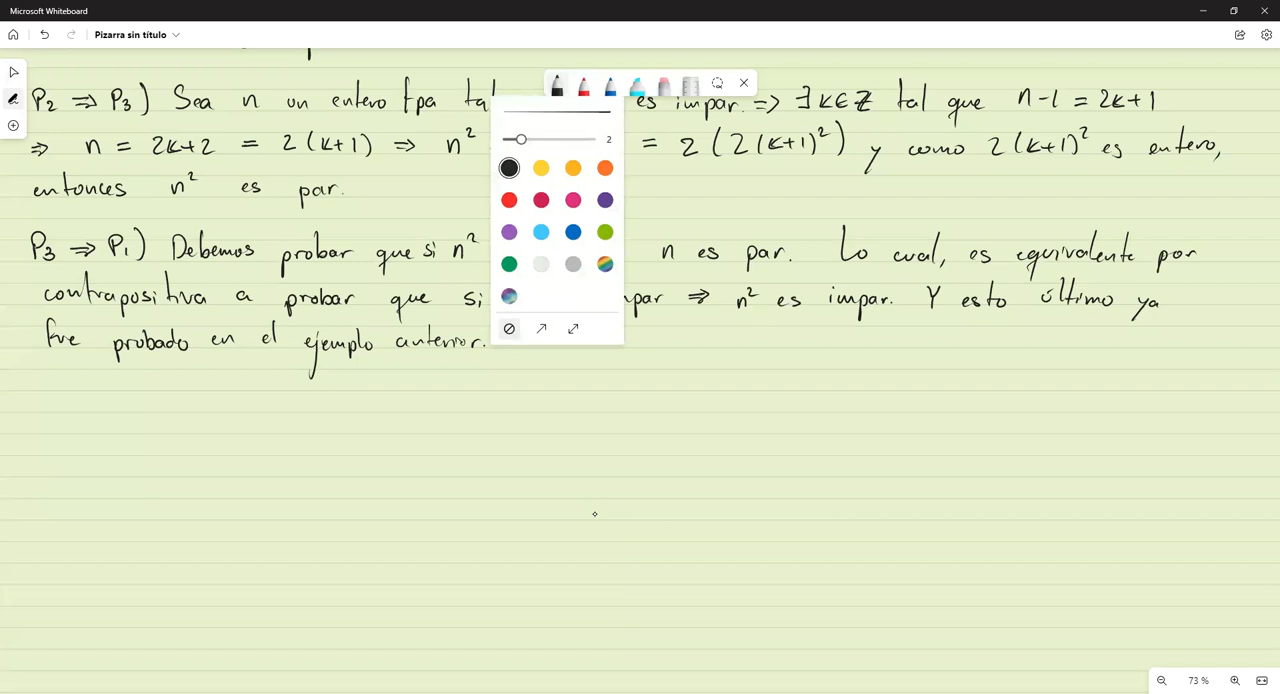 Microsoft Whiteboard
Pizarra sin título
P₂ ⇒ P₃) Sea n un entero tal es impar. ⇒ ∃ k ∈ ℤ tal que n-1 = 2k+1
⇒ n = 2k+2 = 2(k+1) ⇒ n² = 2(2(k+1)²) y como 2(k+1)² es entero,
entonces n² es par.
P₃ ⇒ P₁) Debemos probar que si n² n es par. Lo cual, es equivalente por
contrapositiva a probar que si par ⇒ n² es impar. Y esto último ya
fue probado en el ejemplo anterior.
2
73 %